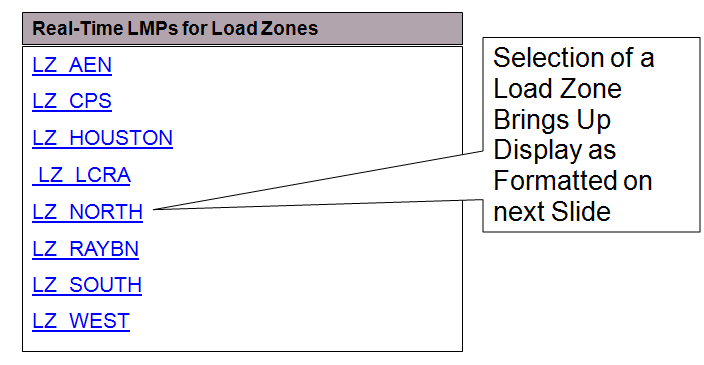 Real-Time LMPs for Load Zones
LZ_AEN
LZ_CPS
LZ_HOUSTON
LZ_LCRA
LZ_NORTH
LZ_RAYBN
LZ_SOUTH
LZ_WEST
Selection of a
Load Zone
Brings Up
Display as
Formatted on
next Slide